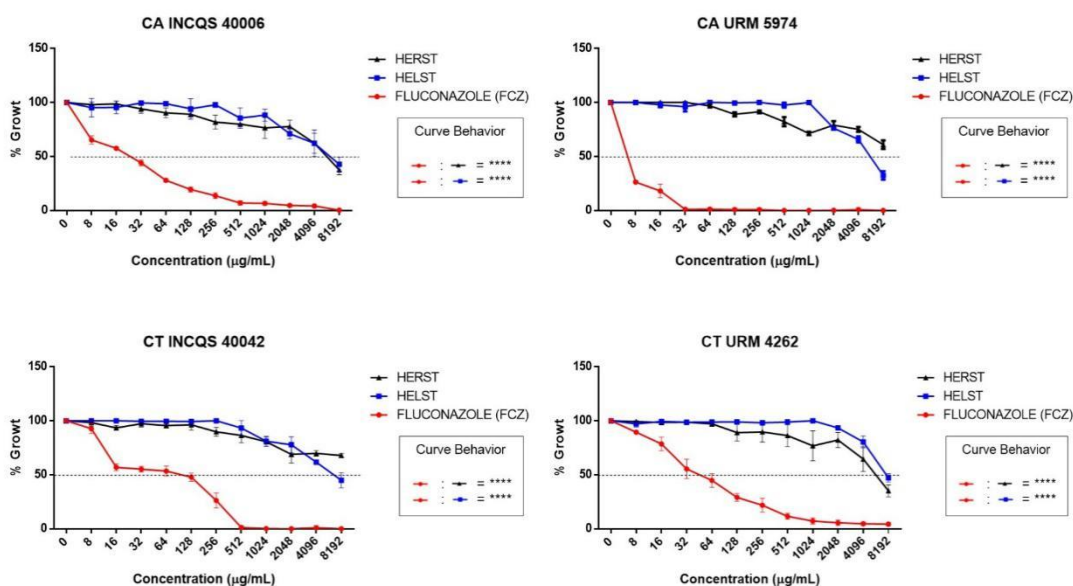 CA INCQS 40006
150
100
50
0
% Growt
0 8 16 32 64 128 256 512 1024 2048 4096 8192
Concentration (µg/mL)
HERST
HELST
FLUCONAZOLE (FCZ)
Curve Behavior
: = ****
: = ****
CA URM 5974
150
100
50
0
% Growt
0 8 16 32 64 128 256 512 1024 2048 4096 8192
Concentration (µg/mL)
HERST
HELST
FLUCONAZOLE (FCZ)
Curve Behavior
: = ****
: = ****
CT INCQS 40042
150
100
50
0
% Growt
0 8 16 32 64 128 256 512 1024 2048 4096 8192
Concentration (µg/mL)
HERST
HELST
FLUCONAZOLE (FCZ)
Curve Behavior
: = ****
: = ****
CT URM 4262
150
100
50
0
% Growt
0 8 16 32 64 128 256 512 1024 2048 4096 8192
Concentration (µg/mL)
HERST
HELST
FLUCONAZOLE (FCZ)
Curve Behavior
: = ****
: = ****